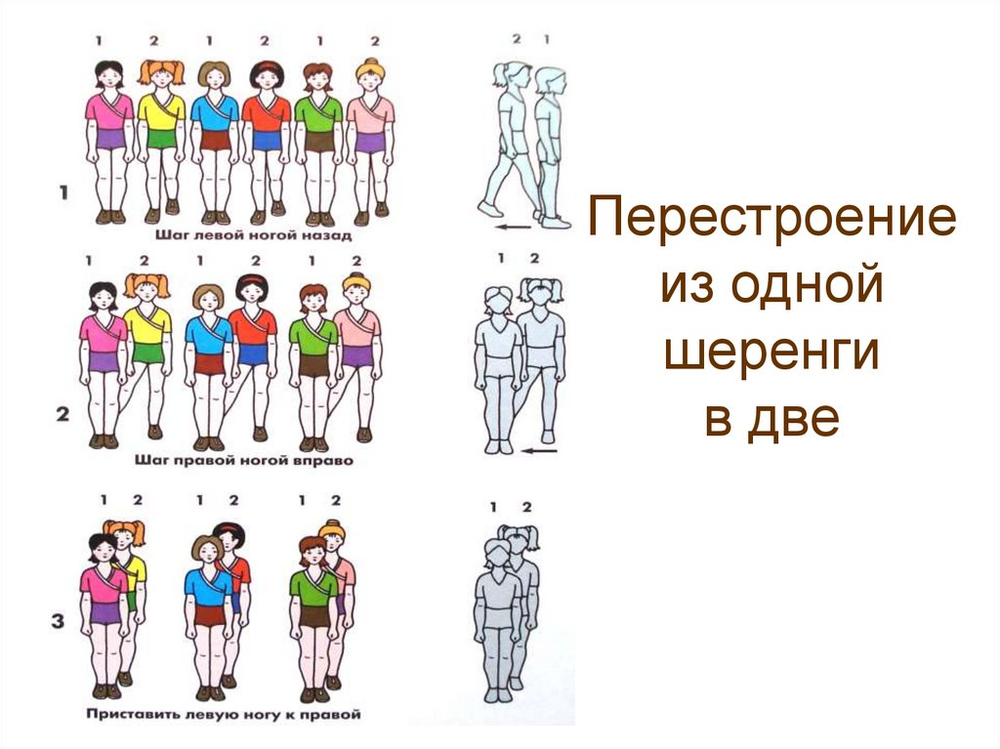 1 2 1 2 1 2
2 1
1
Шаг левой ногой назад
Перестроение
из одной
шеренги
в две
1 2 1 2 1 2
1 2
2
Шаг правой ногой вправо
1 2 1 2 1 2
1 2
3
Приставить левую ногу к правой